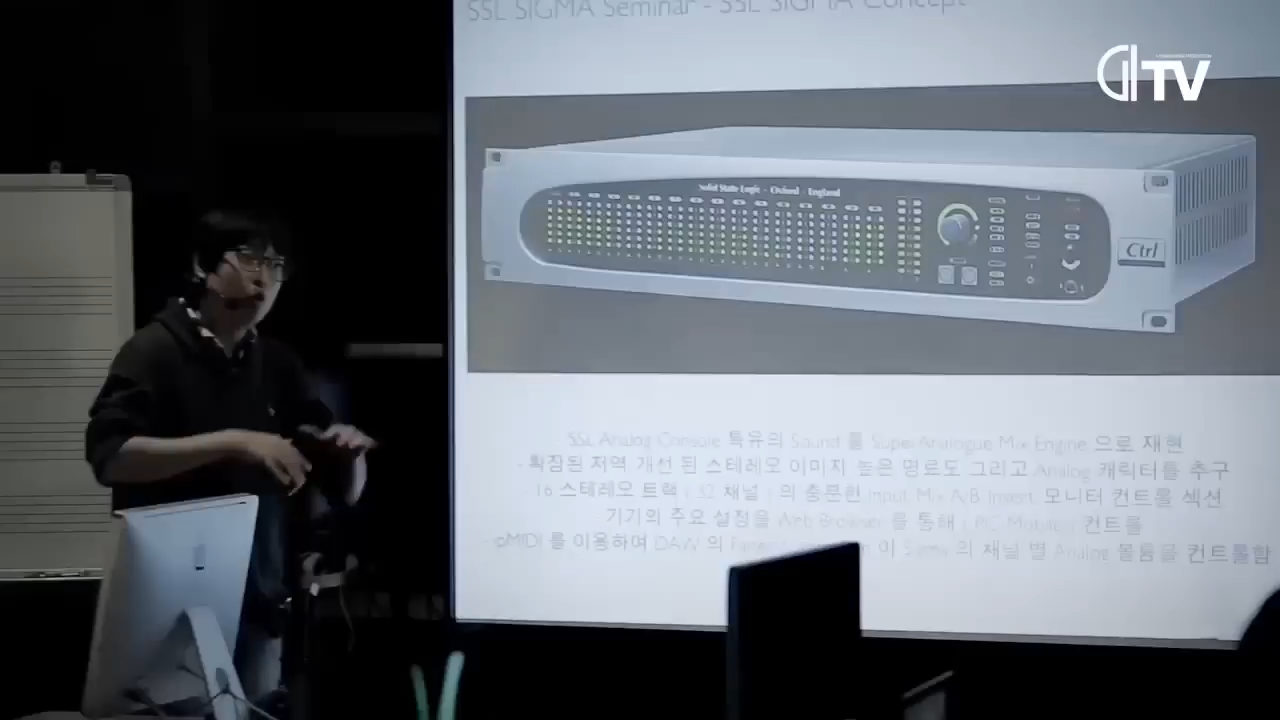 SSL SIGMA Seminar - SSL SIGMA Concept
TV
Solid State Logic - Oxford - England
Ctrl
SSL Analog Console 특유의 Sound 를 SuperAnalogue Mix Engine 으로 재현
- 확장된 저역 개선 된 스테레오 이미지 높은 명료도 그리고 Analog 캐릭터를 추구
16 스테레오 트랙 ( 32 채널 ) 의 충분한 Input Mix A/B Insert 모니터 컨트롤 섹션
기기의 주요 설정을 Web Browser 를 통해 ( PC Mobile ) 컨트롤
- ipMIDI 를 이용하여 DAW 의 이 Sigma 의 채널 별 Analog 볼륨을 컨트롤함